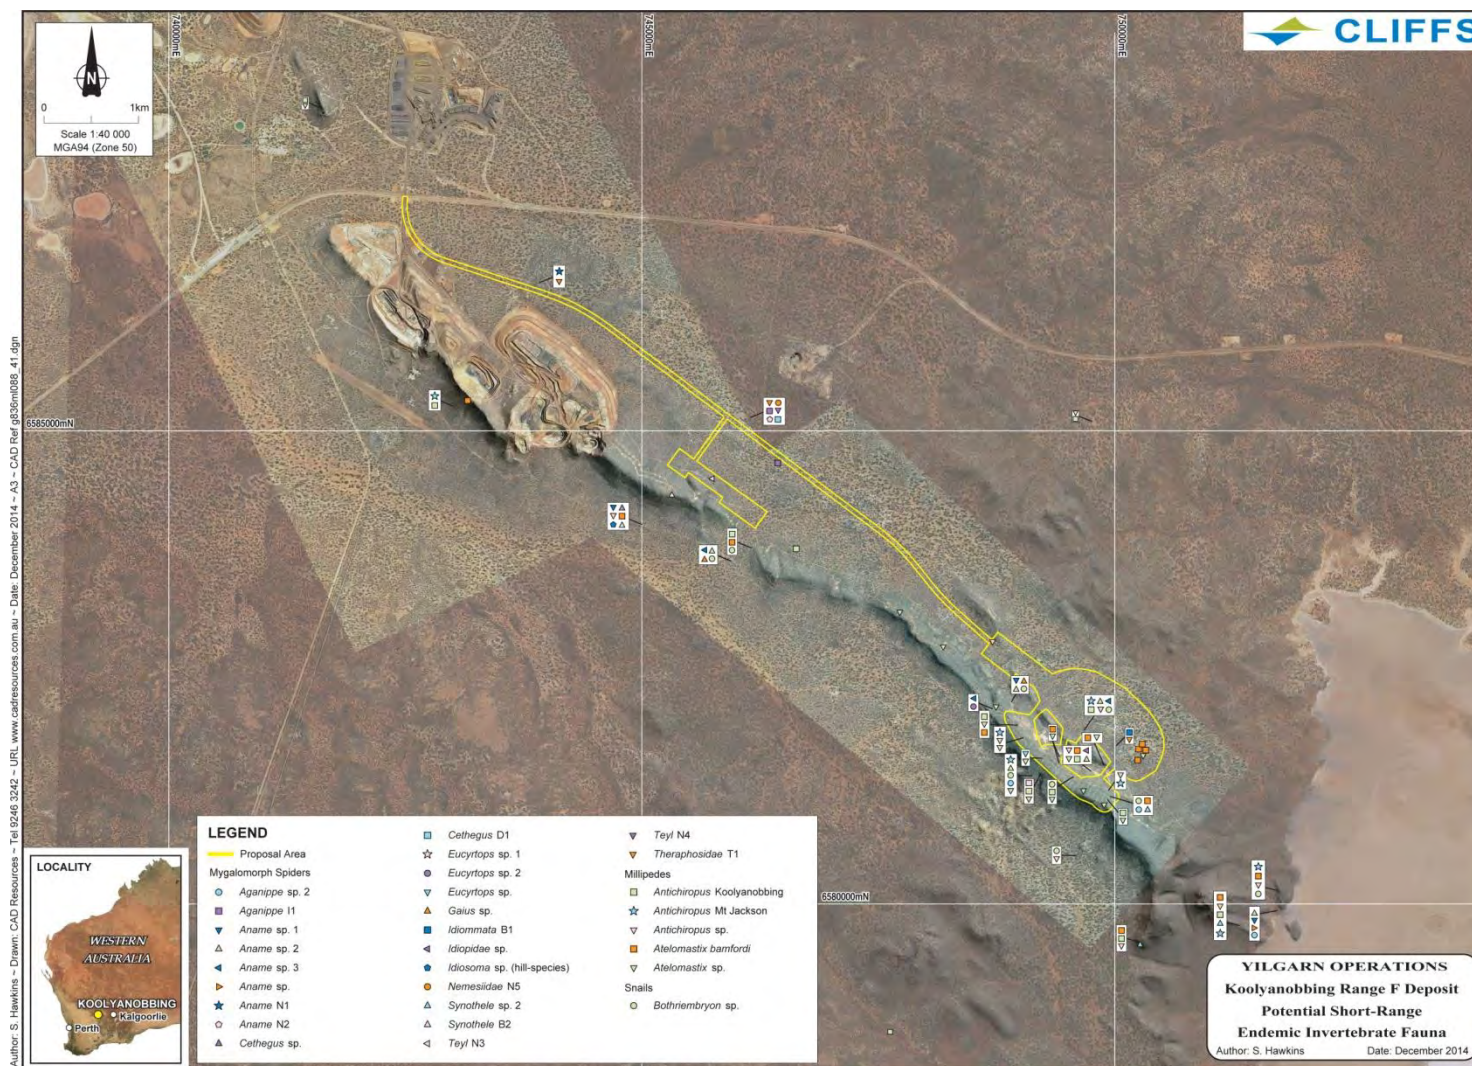 CLIFFS
740000mE
745000mE
750000mE
N
0 1km
Scale 1:40 000
MGA94 (Zone 50)
6585000mN
6580000mN
Author: S. Hawkins ~ Drawn: CAD Resources ~ Tel 9246 3242 ~ URL www.cadresources.com.au ~ Date: December 2014 ~ A3 ~ CAD Ref g836ml088_41.dgn
LOCALITY
WESTERN
AUSTRALIA
KOOLYANOBBING
Kalgoorlie
Perth
LEGEND
Proposal Area
Mygalomorph Spiders
Aganippe sp. 2
Aganippe I1
Aname sp. 1
Aname sp. 2
Aname sp. 3
Aname sp.
Aname N1
Aname N2
Cethegus sp.
Cethegus D1
Eucyrtops sp. 1
Eucyrtops sp. 2
Eucyrtops sp.
Gaius sp.
Idiommata B1
Idiopidae sp.
Idiosoma sp. (hill-species)
Nemesiidae N5
Synothele sp. 2
Synothele B2
Teyl N3
Teyl N4
Theraphosidae T1
Millipedes
Antichiropus Koolyanobbing
Antichiropus Mt Jackson
Antichiropus sp.
Atelomastix bamfordi
Atelomastix sp.
Snails
Bothriembryon sp.
YILGARN OPERATIONS
Koolyanobbing Range F Deposit
Potential Short-Range
Endemic Invertebrate Fauna
Author: S. Hawkins Date: December 2014